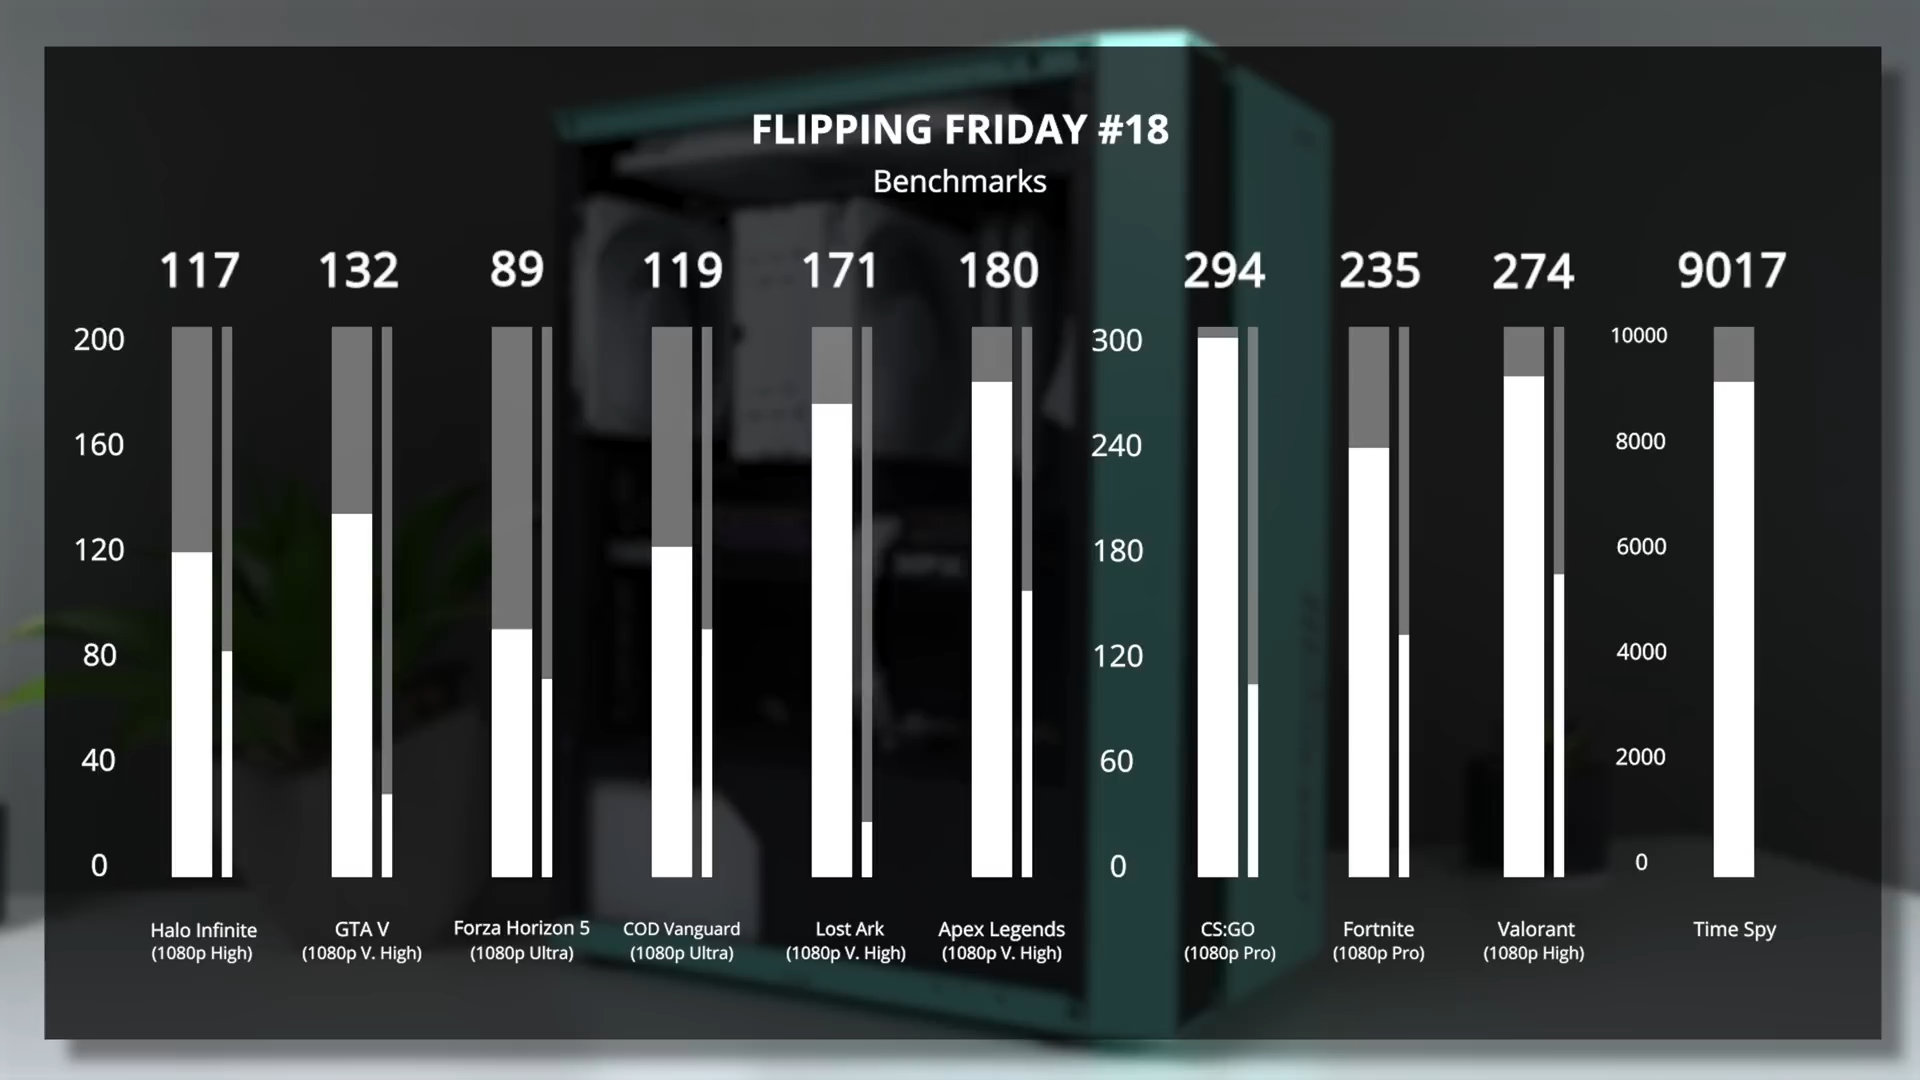 FLIPPING FRIDAY #18
Benchmarks
117 132 89 119 171 180 294 235 274 9017
200 300 10000
160 240 8000
120 180 6000
80 120 4000
40 60 2000
0 0 0
Halo Infinite GTA V Forza Horizon 5 COD Vanguard Lost Ark Apex Legends CS:GO Fortnite Valorant Time Spy
(1080p High) (1080p V. High) (1080p Ultra) (1080p Ultra) (1080p V. High) (1080p V. High) (1080p Pro) (1080p Pro) (1080p High)